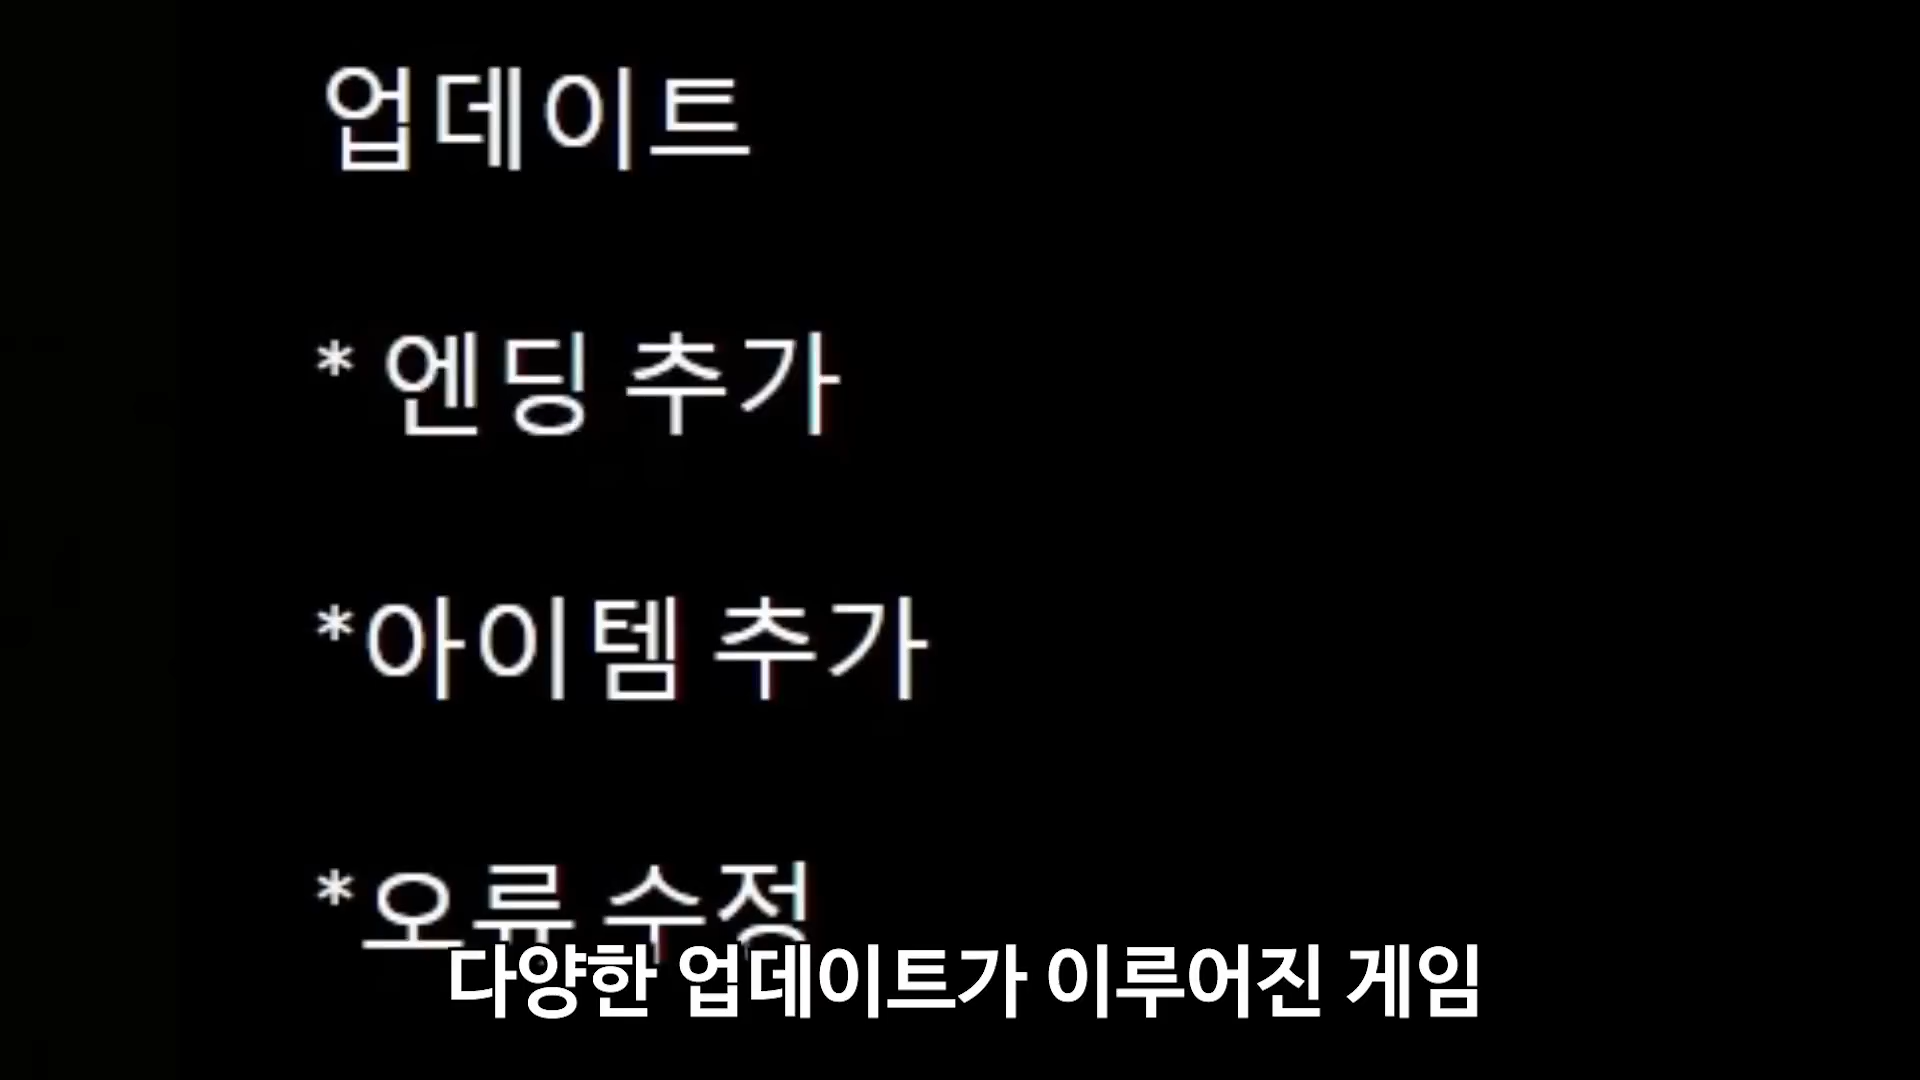 업데이트
* 엔딩 추가
*아이템 추가
*오류 수정
다양한 업데이트가 이루어진 게임